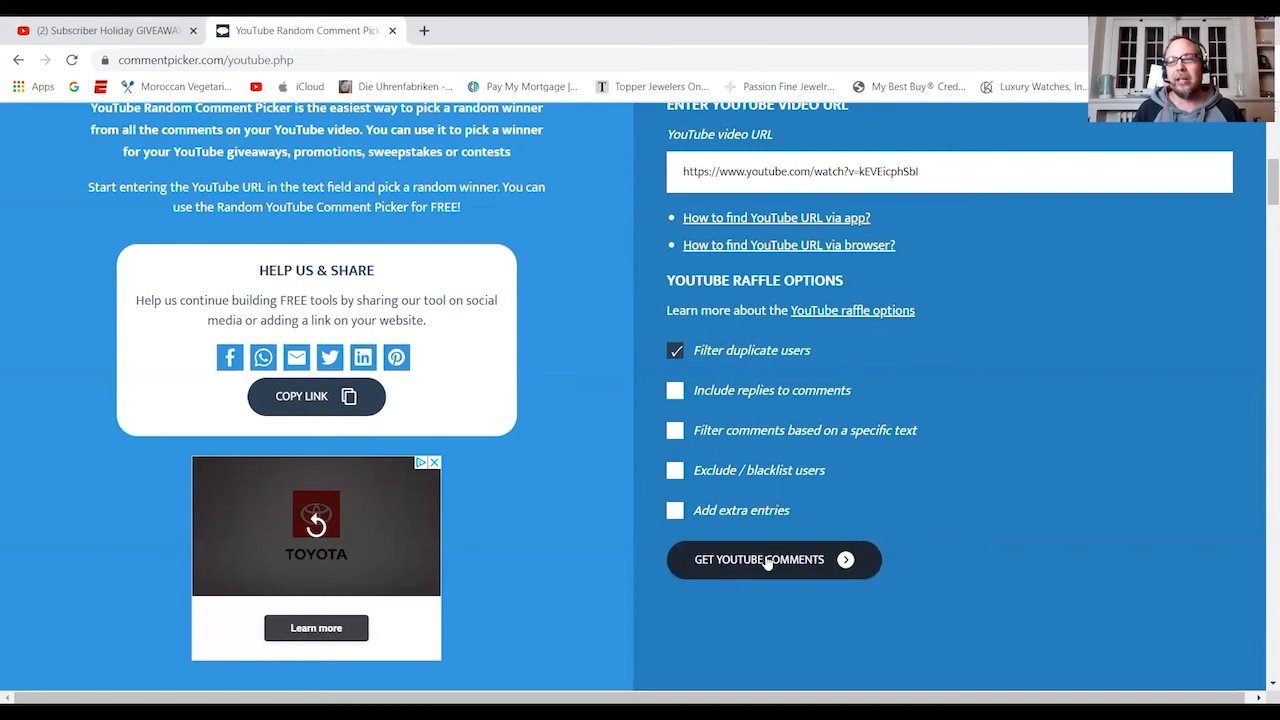 (2) Subscriber Holiday GIVEAWA
YouTube Random Comment Pick
commentpicker.com/youtube.php
Apps
Moroccan Vegetari...
iCloud
Die Uhrenfabriken -...
Pay My Mortgage |...
Topper Jewelers On...
Passion Fine Jewelr...
My Best Buy® Cred...
Luxury Watches, In...
YouTube Random Comment Picker is the easiest way to pick a random winner
from all the comments on your YouTube video. You can use it to pick a winner
for your YouTube giveaways, promotions, sweepstakes or contests
Start entering the YouTube URL in the text field and pick a random winner. You can
use the Random YouTube Comment Picker for FREE!
HELP US & SHARE
Help us continue building FREE tools by sharing our tool on social
media or adding a link on your website.
COPY LINK
TOYOTA
Learn more
ENTER YOUTUBE VIDEO URL
YouTube video URL
https://www.youtube.com/watch?v=kEVEicphSbI
How to find YouTube URL via app?
How to find YouTube URL via browser?
YOUTUBE RAFFLE OPTIONS
Learn more about the YouTube raffle options
Filter duplicate users
Include replies to comments
Filter comments based on a specific text
Exclude / blacklist users
Add extra entries
GET YOUTUBE COMMENTS